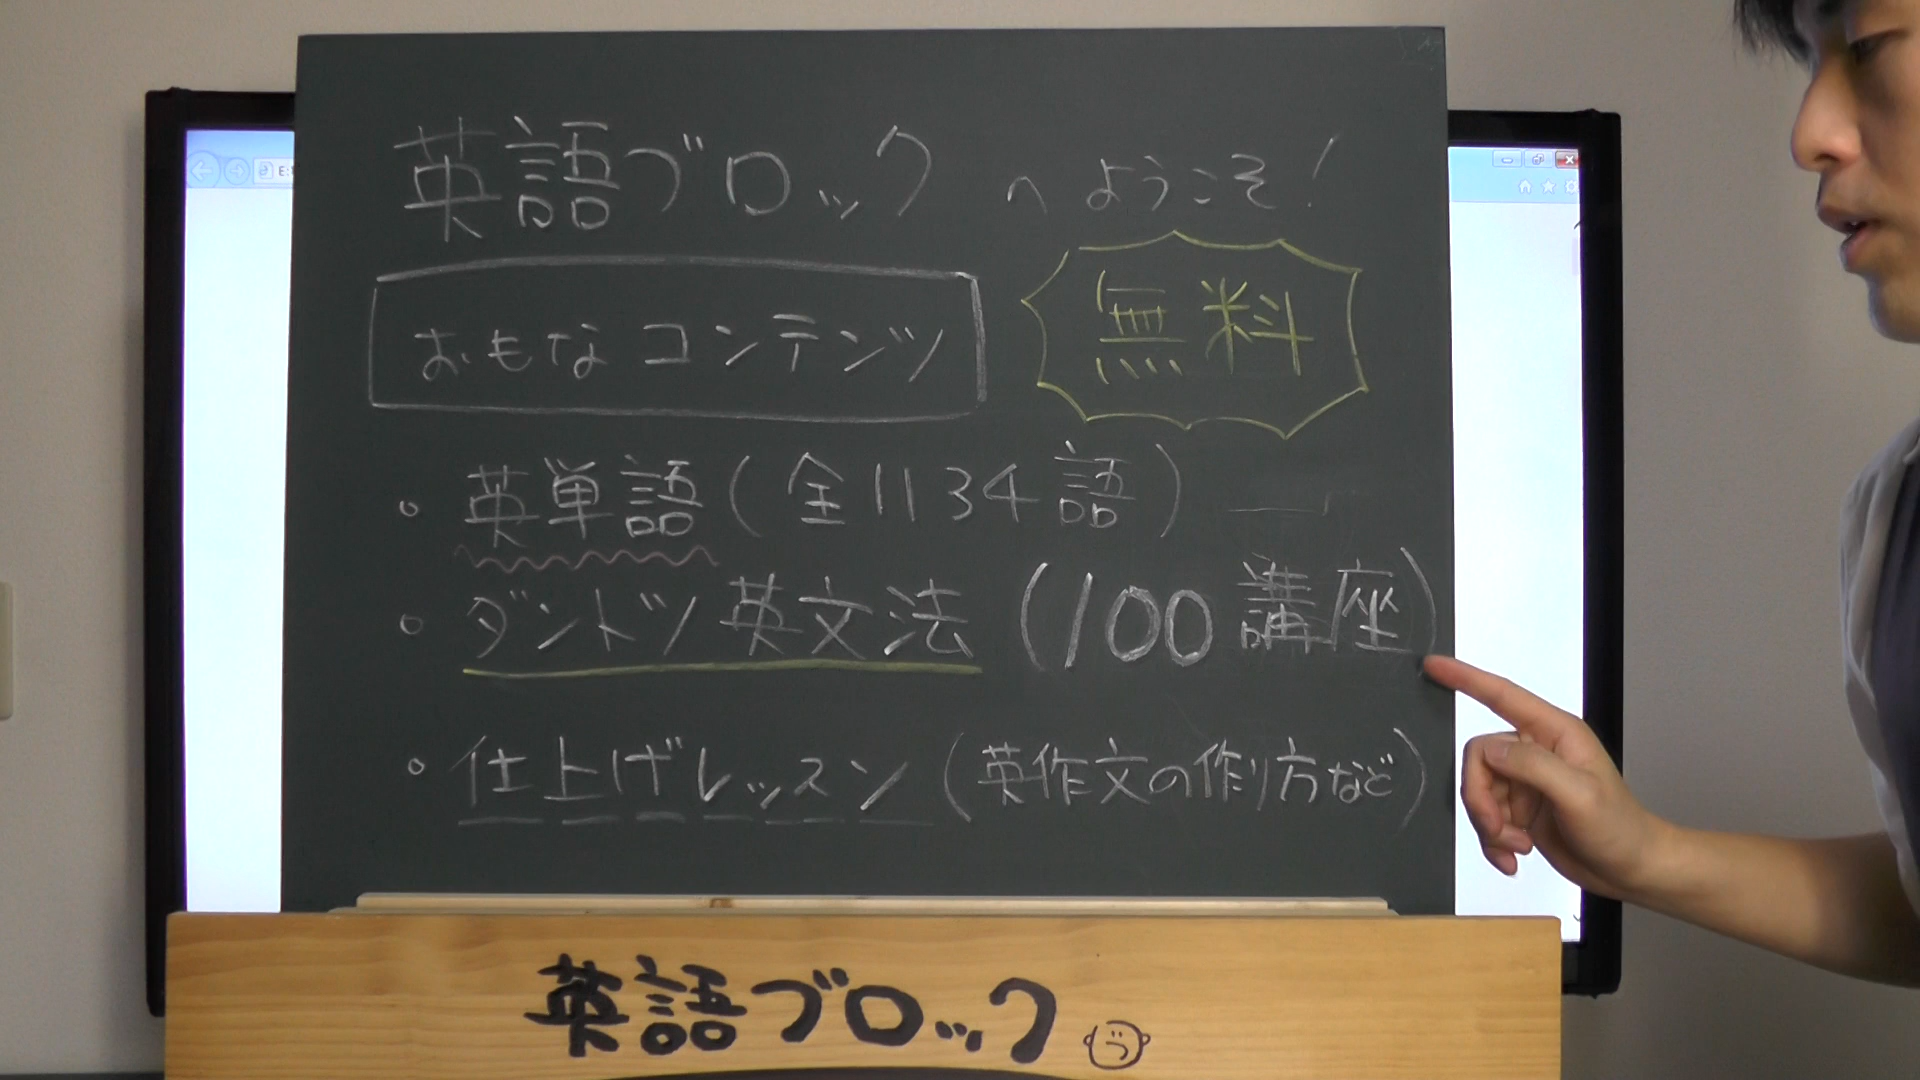 英語ブロックへようこそ!
おもなコンテンツ
無料
・英単語(全1134語)
・ダンドツ英文法(100講座)
・仕上げレッスン(英作文の作り方など)
英語ブロック
E: